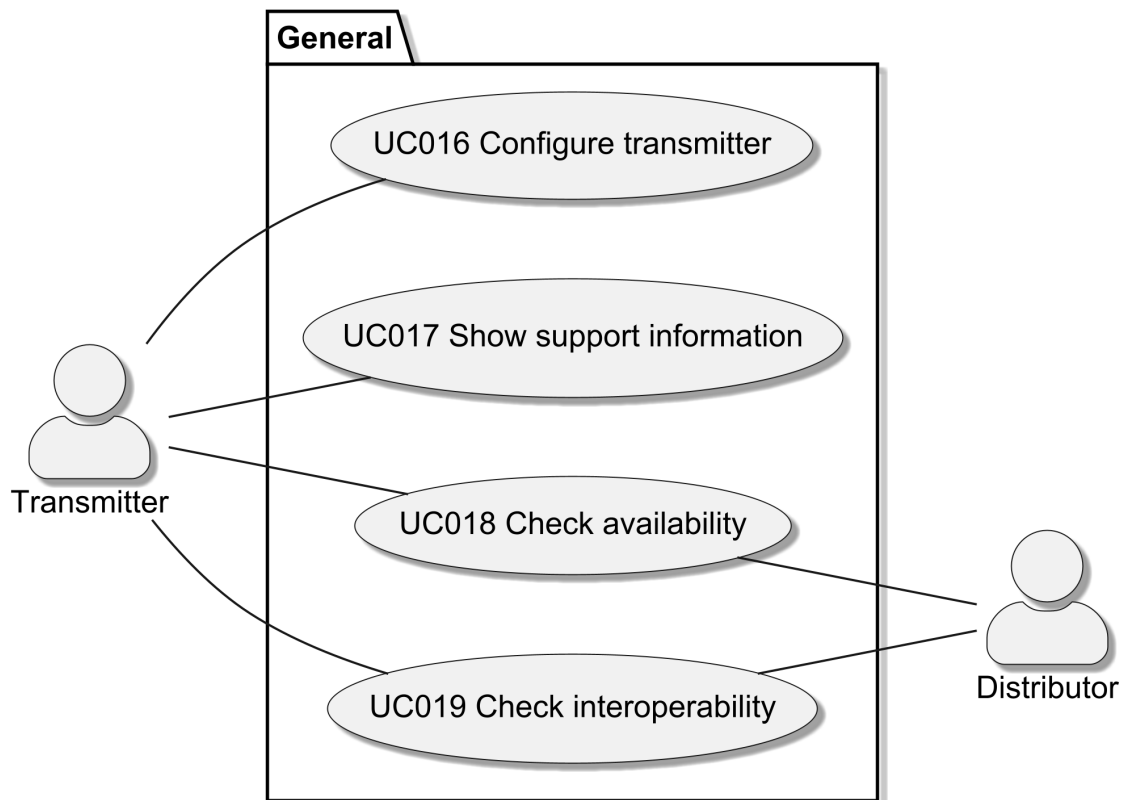 General
UC016 Configure transmitter
UC017 Show support information
Transmitter
UC018 Check availability
Distributor
UC019 Check interoperability